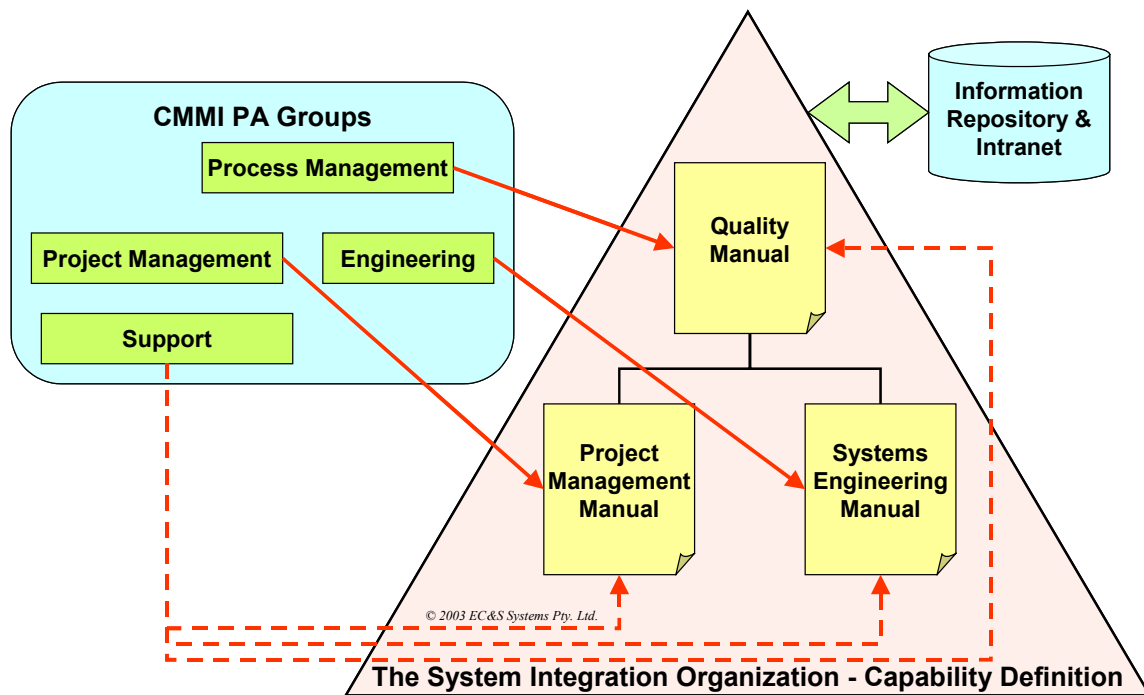 CMMI PA Groups
Process Management
Project Management
Engineering
Support
Information
Repository &
Intranet
Quality
Manual
Project
Management
Manual
Systems
Engineering
Manual
© 2003 EC&S Systems Pty. Ltd.
The System Integration Organization - Capability Definition